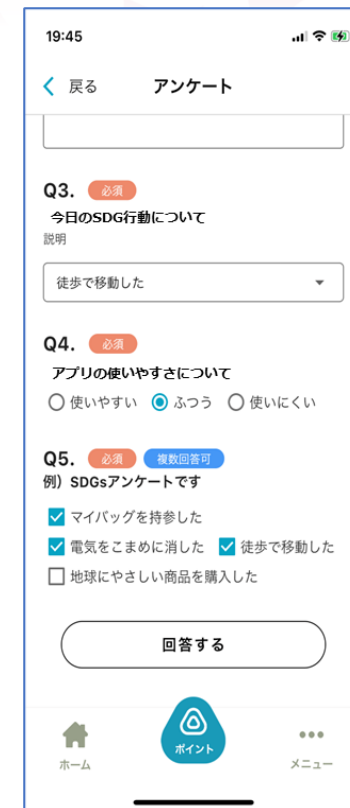 19:45
戻る アンケート
Q3. 必須
今日のSDG行動について
説明
徒歩で移動した
Q4. 必須
アプリの使いやすさについて
使いやすい ふつう 使いにくい
Q5. 必須 複数回答可
例）SDGsアンケートです
マイバッグを持参した
電気をこまめに消した 徒歩で移動した
地球にやさしい商品を購入した
回答する
ホーム ポイント メニュー